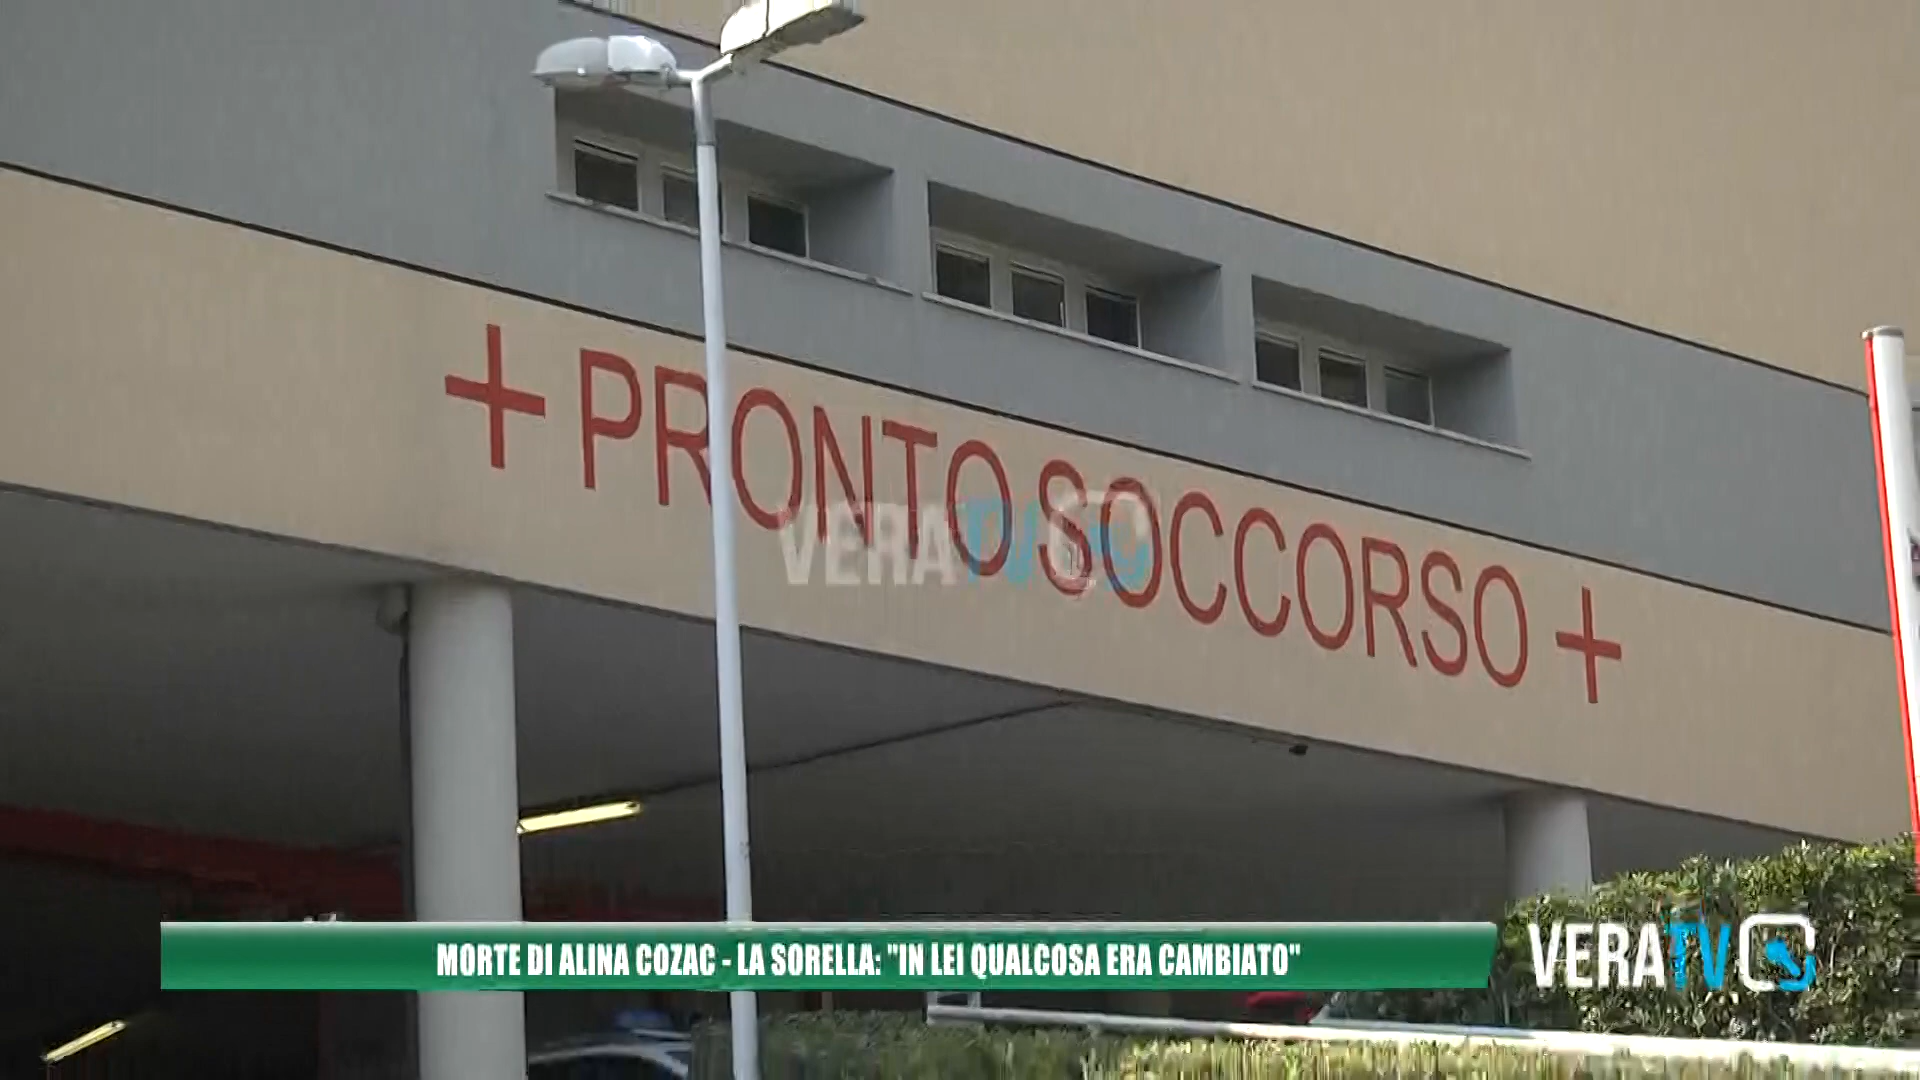 + PRONTO SOCCORSO +
VERATV
MORTE DI ALINA COZAC - LA SORELLA: "IN LEI QUALCOSA ERA CAMBIATO"
VERATV